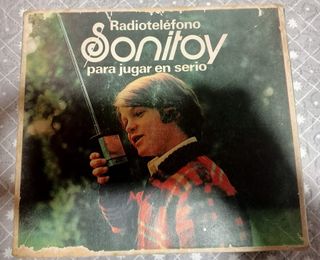 Radioteléfono
Sonitoy
para jugar en serio